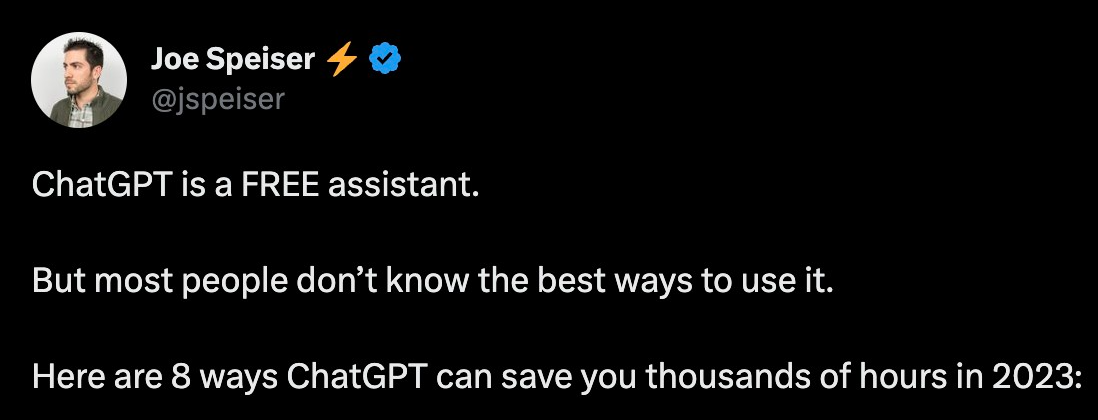 Joe Speiser ⚡
@jspeiser
ChatGPT is a FREE assistant.
But most people don’t know the best ways to use it.
Here are 8 ways ChatGPT can save you thousands of hours in 2023: